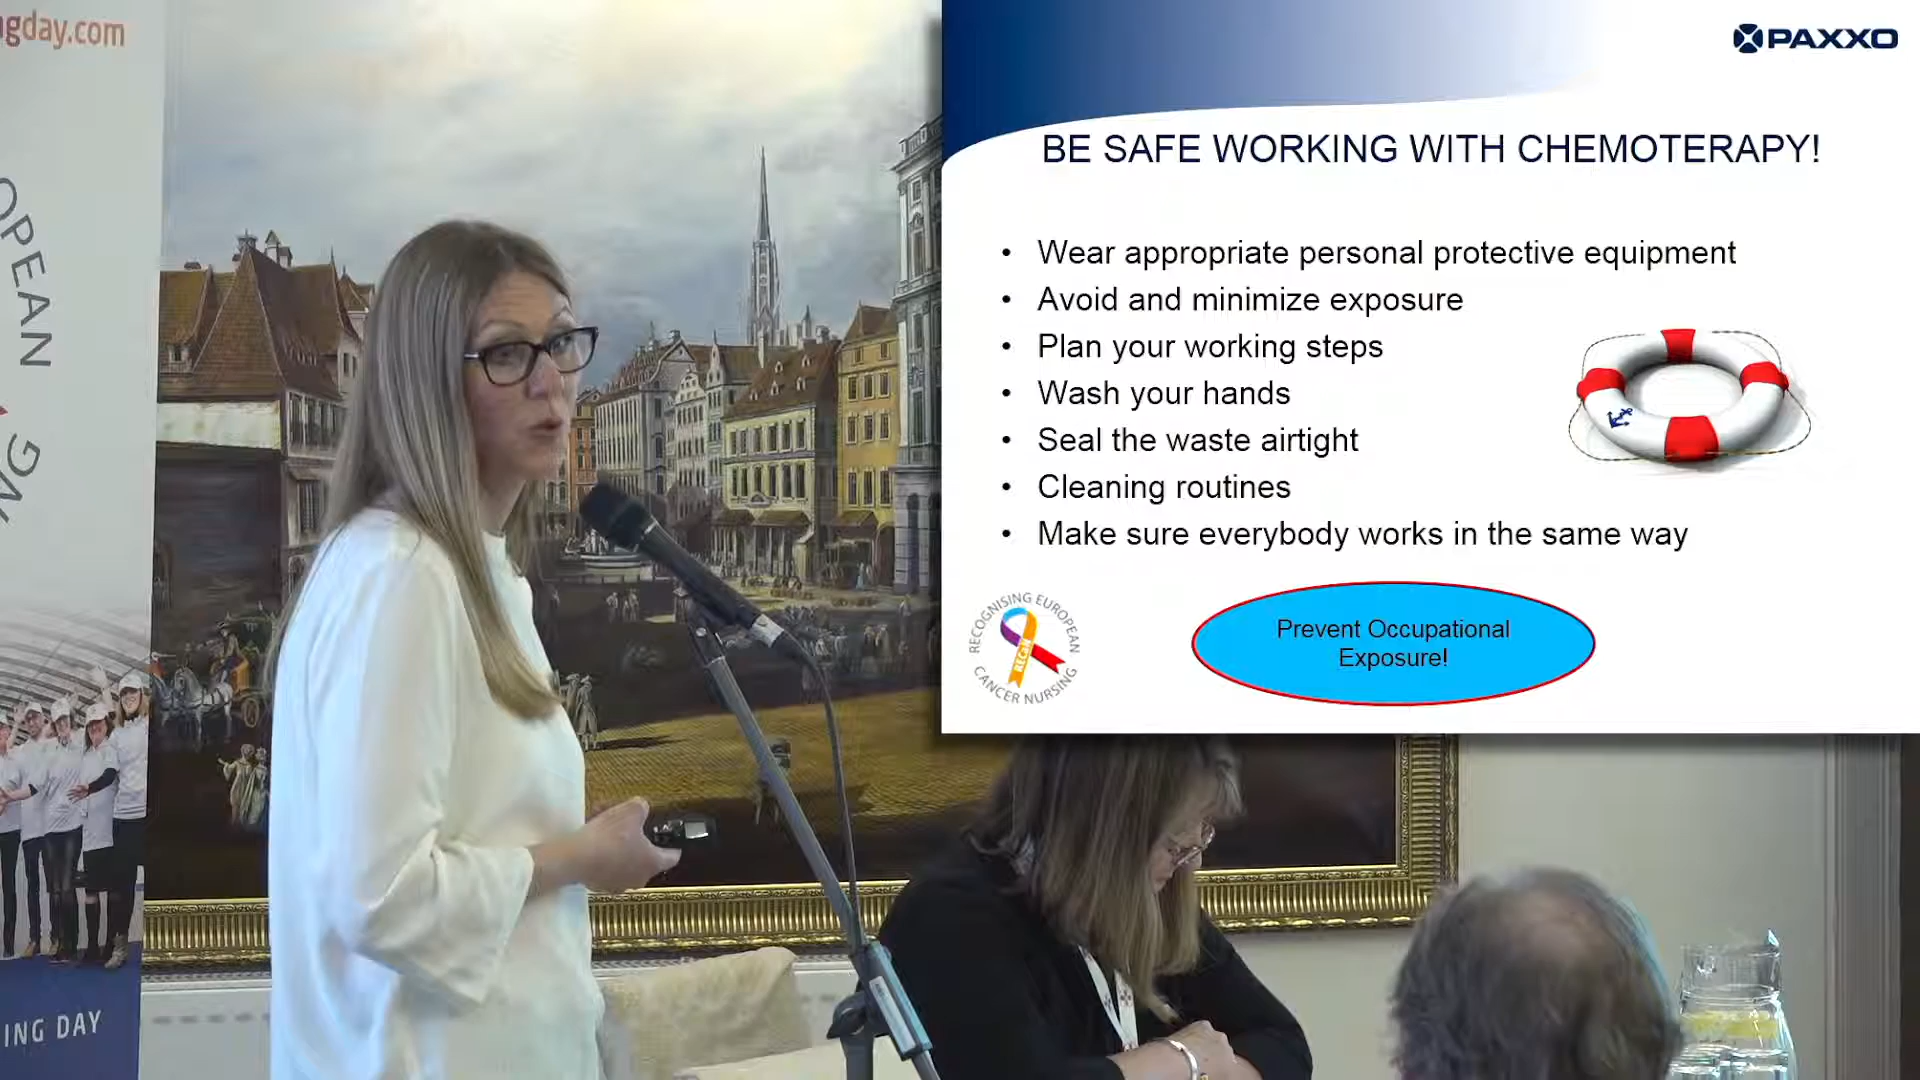 gday.com
OPEAN
NG
ING DAY
PAXXO
BE SAFE WORKING WITH CHEMOTERAPY!
• Wear appropriate personal protective equipment
• Avoid and minimize exposure
• Plan your working steps
• Wash your hands
• Seal the waste airtight
• Cleaning routines
• Make sure everybody works in the same way
RECOGNISING EUROPEAN
CANCER NURSING
RECaN
Prevent Occupational
Exposure!